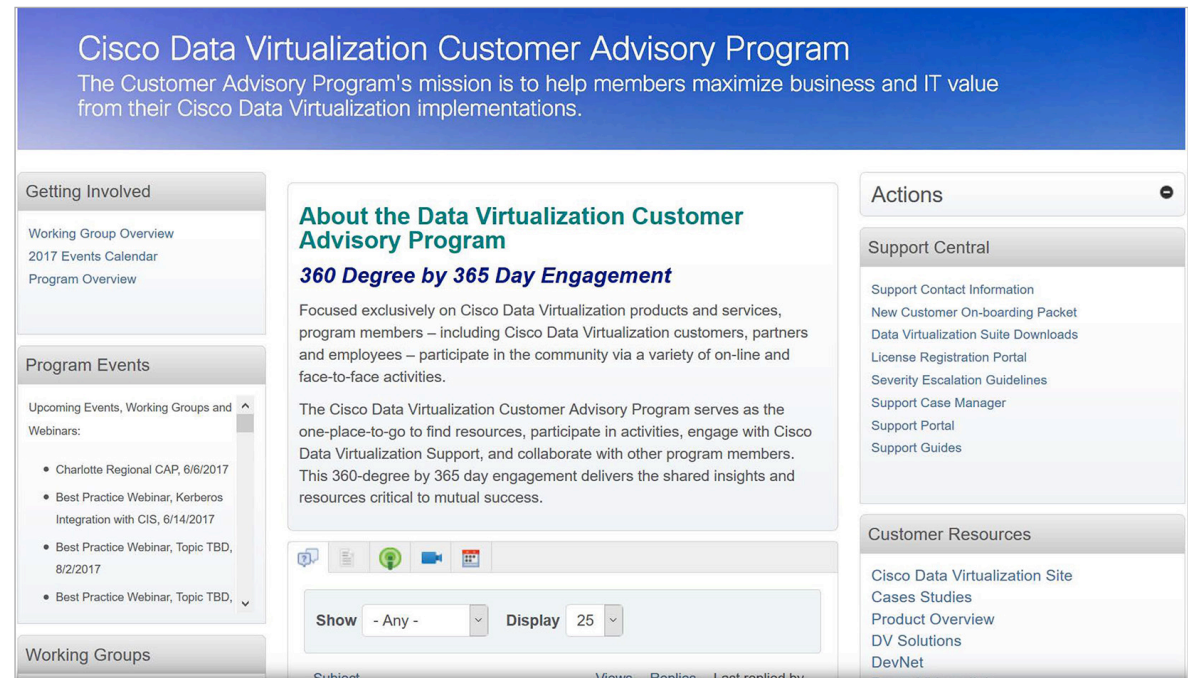 Cisco Data Virtualization Customer Advisory Program
The Customer Advisory Program's mission is to help members maximize business and IT value
from their Cisco Data Virtualization implementations.
Getting Involved
Working Group Overview
2017 Events Calendar
Program Overview
Program Events
Upcoming Events, Working Groups and
Webinars:
• Charlotte Regional CAP, 6/6/2017
• Best Practice Webinar, Kerberos
Integration with CIS, 6/14/2017
• Best Practice Webinar, Topic TBD,
8/2/2017
• Best Practice Webinar, Topic TBD,
Working Groups
About the Data Virtualization Customer
Advisory Program
360 Degree by 365 Day Engagement
Focused exclusively on Cisco Data Virtualization products and services,
program members – including Cisco Data Virtualization customers, partners
and employees – participate in the community via a variety of on-line and
face-to-face activities.
The Cisco Data Virtualization Customer Advisory Program serves as the
one-place-to-go to find resources, participate in activities, engage with Cisco
Data Virtualization Support, and collaborate with other program members.
This 360-degree by 365 day engagement delivers the shared insights and
resources critical to mutual success.
Show - Any - Display 25
Subject Views Replies Last replied by
Actions
Support Central
Support Contact Information
New Customer On-boarding Packet
Data Virtualization Suite Downloads
License Registration Portal
Severity Escalation Guidelines
Support Case Manager
Support Portal
Support Guides
Customer Resources
Cisco Data Virtualization Site
Cases Studies
Product Overview
DV Solutions
DevNet